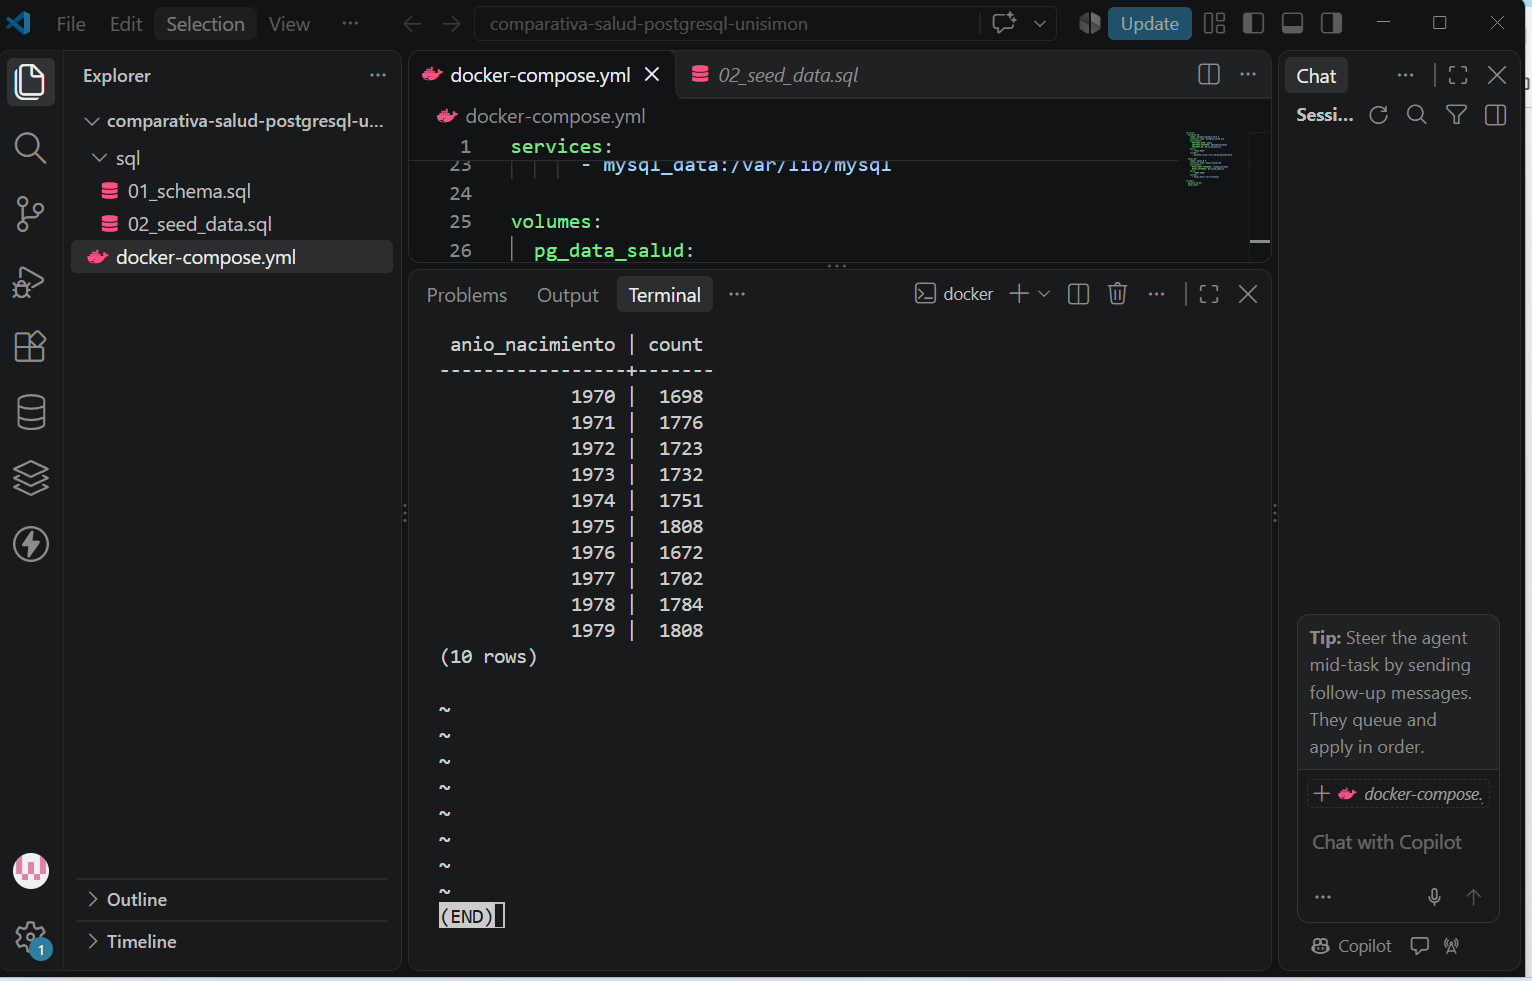 File Edit Selection View ··· comparativa-salud-postgresql-unisimon Update
Explorer ···
comparativa-salud-postgresql-u...
sql
01_schema.sql
02_seed_data.sql
docker-compose.yml
Outline
Timeline
1
docker-compose.yml 02_seed_data.sql ···
docker-compose.yml
1 services:
23 - mysql_data:/var/lib/mysql
24
25 volumes:
26 pg_data_salud:
Problems Output Terminal ··· docker ···
anio_nacimiento | count
-----------------+-------
1970 | 1698
1971 | 1776
1972 | 1723
1973 | 1732
1974 | 1751
1975 | 1808
1976 | 1672
1977 | 1702
1978 | 1784
1979 | 1808
(10 rows)
~
~
~
~
~
~
~
~
(END)
Chat ···
Sessi...
Tip: Steer the agent
mid-task by sending
follow-up messages.
They queue and
apply in order.
docker-compose.
Chat with Copilot
···
Copilot